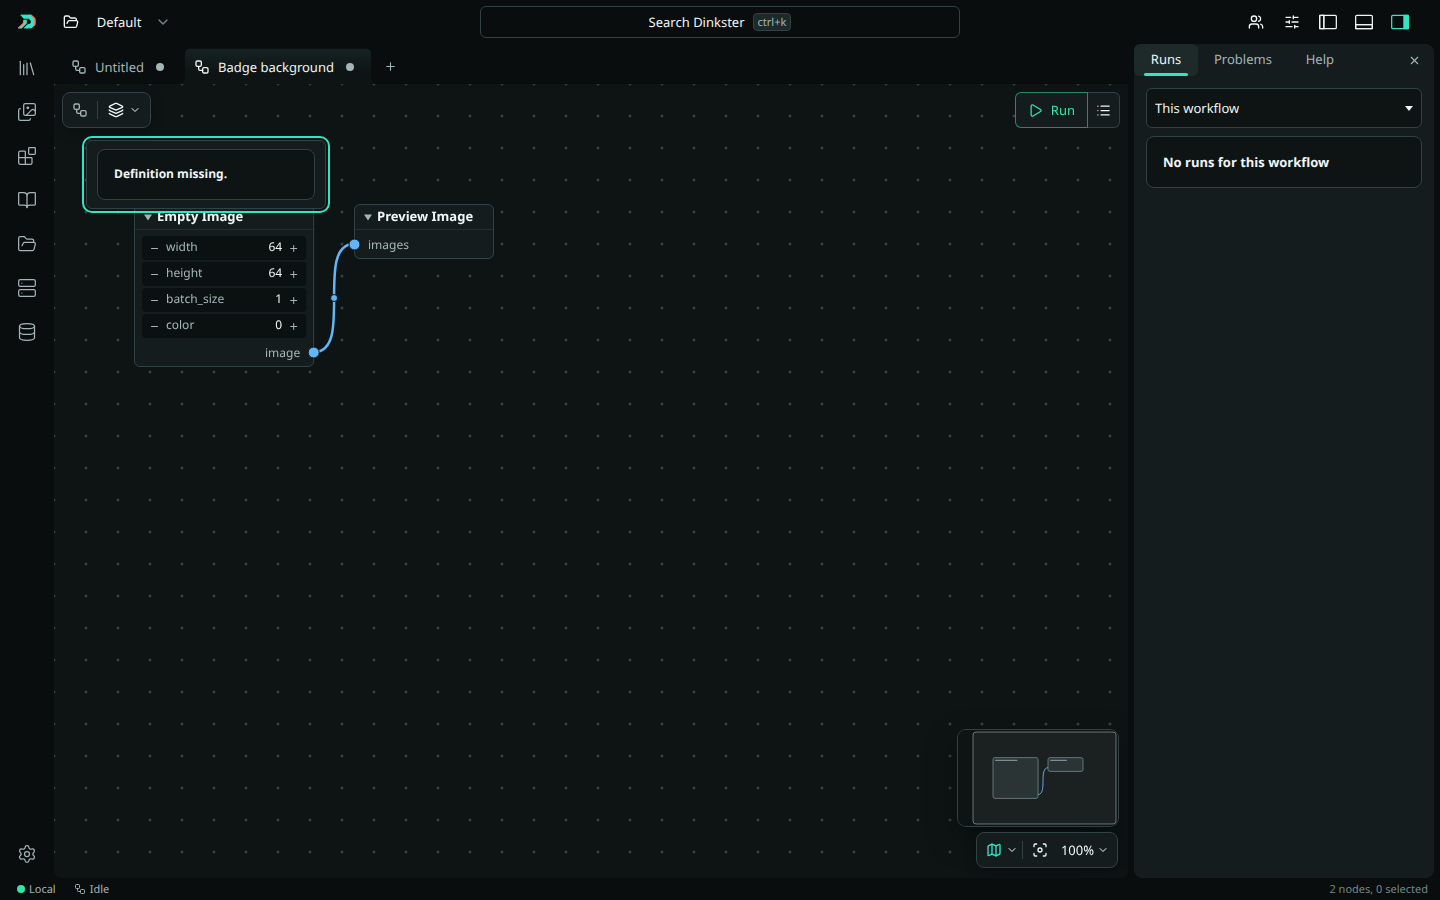 Default
Search Dinkster ctrl+k
Untitled
Badge background
Runs
Problems
Help
Run
This workflow
No runs for this workflow
Definition missing.
Empty Image
width 64
height 64
batch_size 1
color 0
image
Preview Image
images
100%
Local
Idle
2 nodes, 0 selected